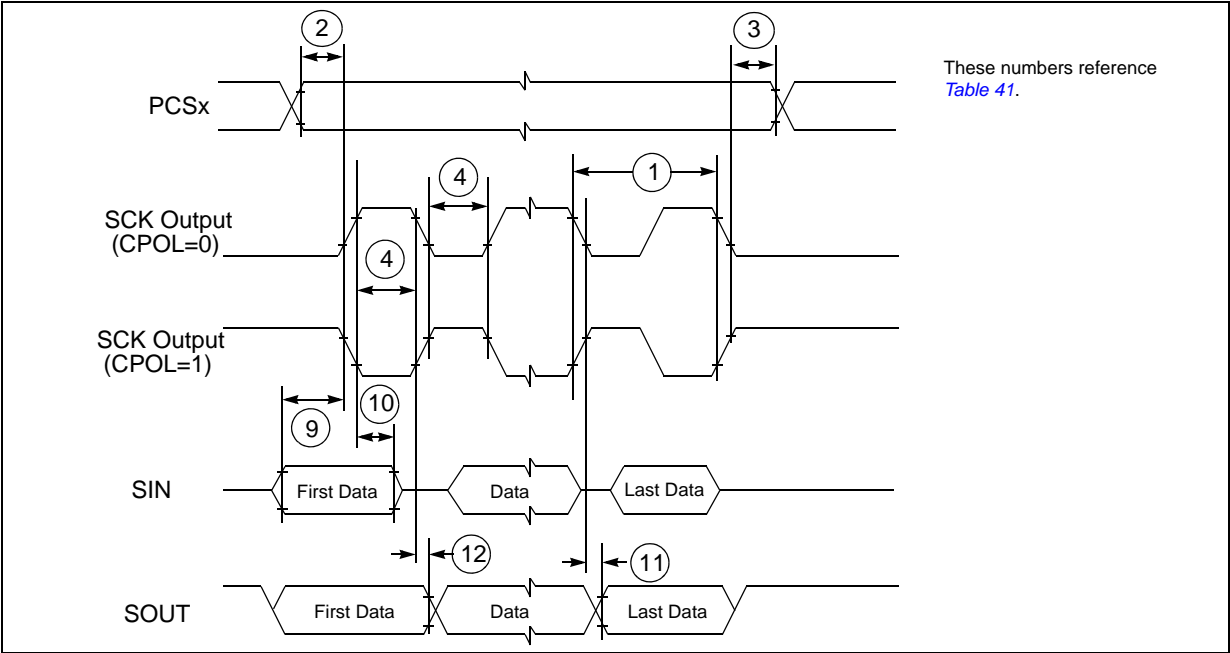 2
3
These numbers reference
Table 41.
PCSx
4
1
SCK Output
(CPOL=0)
4
SCK Output
(CPOL=1)
10
9
SIN
First Data
Data
Last Data
12
11
SOUT
First Data
Data
Last Data